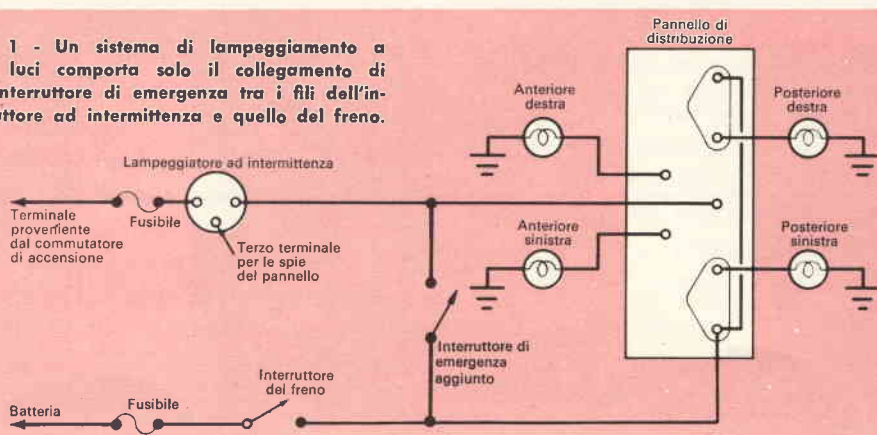 1 - Un sistema di lampeggiamento a
luci comporta solo il collegamento di
interruttore di emergenza tra i fili dell'in-
ttore ad intermittenza e quello del freno.
Pannello di
distribuzione
Anteriore
destra
Posteriore
destra
Lampeggiatore ad intermittenza
Terminale
proveniente
dal commutatore
di accensione
Fusibile
Terzo terminale
per le spie
del pannello
Anteriore
sinistra
Posteriore
sinistra
Interruttore di
emergenza
aggiunto
Interruttore
del freno
Batteria
Fusibile